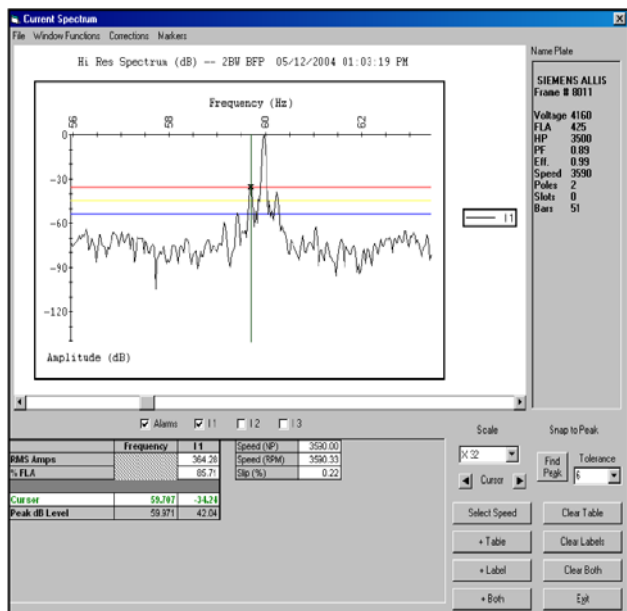 Current Spectrum
File Window Functions Corrections Markers
Hi Res Spectrum (dB) -- 2BW BFP 05/12/2004 01:03:19 PM
Frequency (Hz)
56 58 60 62
0
-30
-60
-90
-120
Amplitude (dB)
I1
Name Plate
SIEMENS ALLIS
Frame # 8011
Voltage 4160
FLA 425
HP 3500
PF 0.89
Eff. 0.99
Speed 3590
Poles 2
Slots 0
Bars 51
Alarms I1 I2 I3
Frequency I1
RMS Amps 364.28
% FLA 85.71
Cursor 59.707 -34.24
Peak dB Level 59.971 42.04
Speed (NP) 3590.00
Speed (RPM) 3590.33
Slip (%) 0.22
Scale
X 32
Cursor
Snap to Peak
Find Peak
Tolerance
6
Select Speed
Clear Table
+ Table
Clear Labels
+ Label
Clear Both
+ Both
Exit